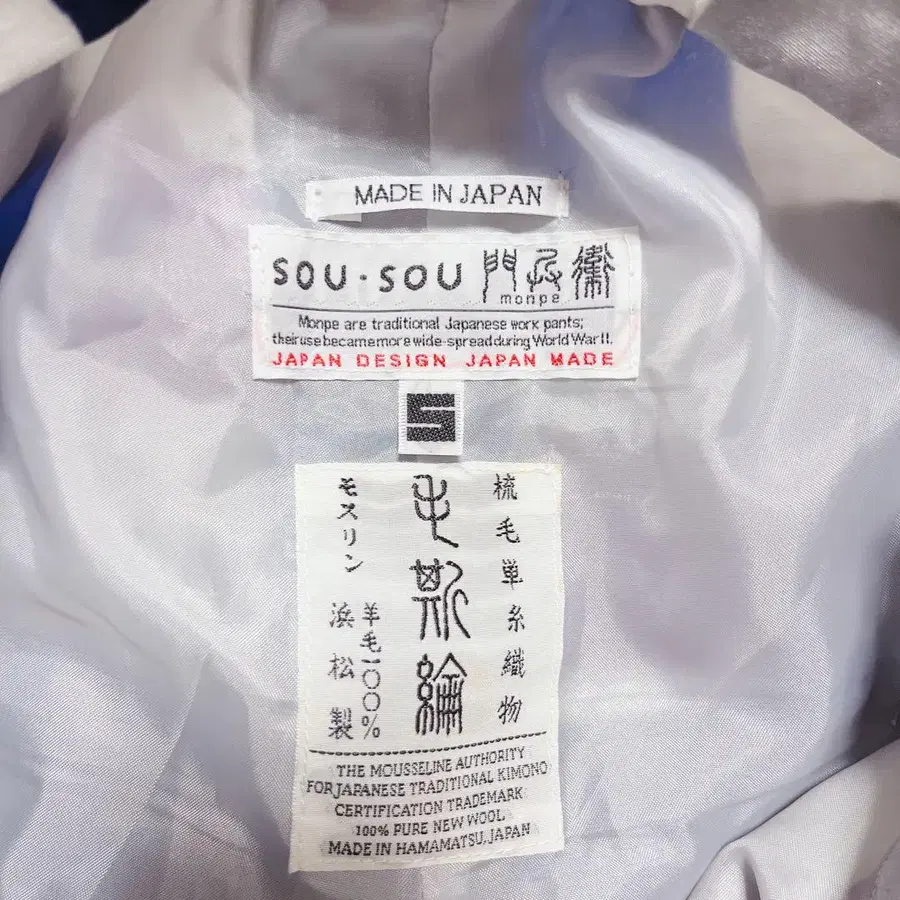 MADE IN JAPAN
SOU・SOU 門兵衛
monpe
Monpe are traditional Japanese work pants;
their use became more wide-spread during World War II.
JAPAN DESIGN JAPAN MADE
S
梳毛単糸織物
毛斯綸
モスリン
羊毛一〇〇%
浜松製
THE MOUSSELINE AUTHORITY
FOR JAPANESE TRADITIONAL KIMONO
CERTIFICATION TRADEMARK
100% PURE NEW WOOL
MADE IN HAMAMATSU, JAPAN